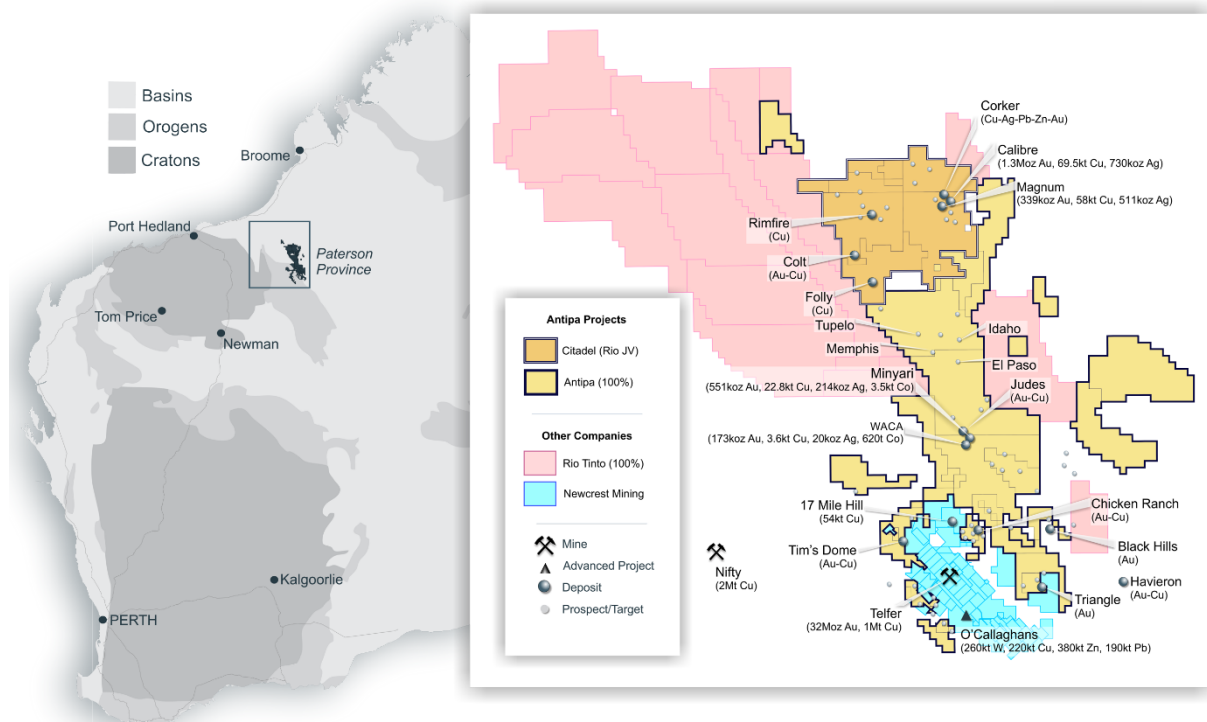 Basins
Orogens
Cratons
Broome
Port Hedland
Paterson
Province
Tom Price
Newman
Kalgoorlie
PERTH
Corker
(Cu-Ag-Pb-Zn-Au)
Calibre
(1.3Moz Au, 69.5kt Cu, 730koz Ag)
Magnum
(339koz Au, 58kt Cu, 511koz Ag)
Rimfire
(Cu)
Colt
(Au-Cu)
Folly
(Cu)
Tupelo
Idaho
Memphis
El Paso
Minyari
(551koz Au, 22.8kt Cu, 214koz Ag, 3.5kt Co)
Judes
(Au-Cu)
WACA
(173koz Au, 3.6kt Cu, 20koz Ag, 620t Co)
17 Mile Hill
(54kt Cu)
Chicken Ranch
(Au-Cu)
Tim's Dome
(Au-Cu)
Black Hills
(Au)
Nifty
(2Mt Cu)
Havieron
(Au-Cu)
Triangle
(Au)
Telfer
(32Moz Au, 1Mt Cu)
O'Callaghans
(260kt W, 220kt Cu, 380kt Zn, 190kt Pb)
Antipa Projects
Citadel (Rio JV)
Antipa (100%)
Other Companies
Rio Tinto (100%)
Newcrest Mining
Mine
Advanced Project
Deposit
Prospect/Target